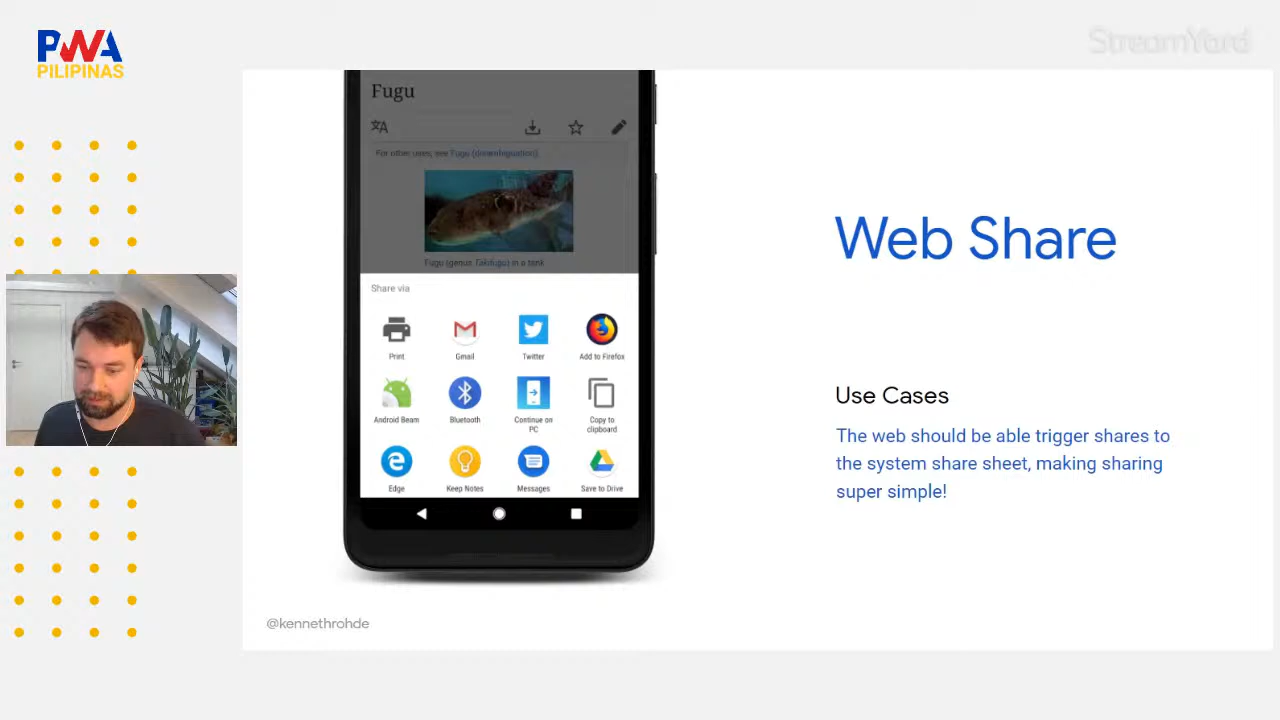 PWA
PILIPINAS
StreamYard
Fugu
For other uses, see Fugu (disambiguation).
Fugu (genus Takifugu) in a tank
Share via
Print
Gmail
Twitter
Add to Firefox
Android Beam
Bluetooth
Continue on
PC
Copy to
clipboard
Edge
Keep Notes
Messages
Save to Drive
Web Share
Use Cases
The web should be able trigger shares to
the system share sheet, making sharing
super simple!
@kennethrohde